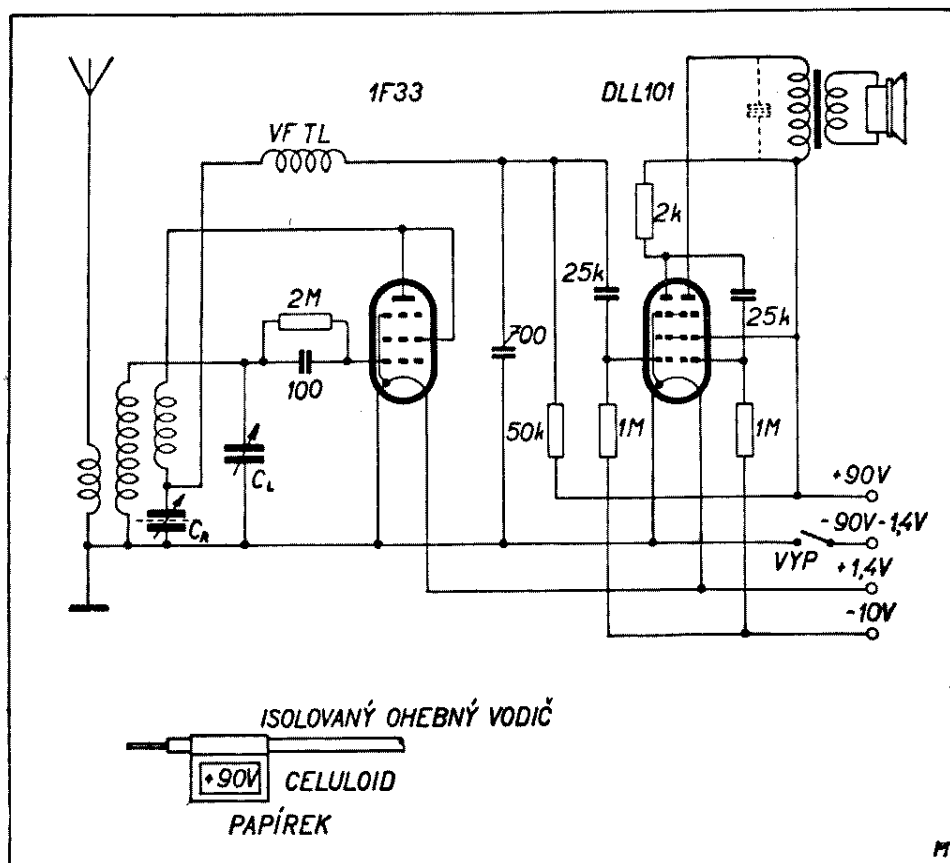 1F33
DLL101
VF TL
2k
2M
25k
25k
700
100
50k
1M
1M
+90V
C_L
-90V-1,4V
C_R
VYP
+1,4V
-10V
ISOLOVANÝ OHEBNÝ VODIČ
+90V
CELULOID
PAPÍREK
M